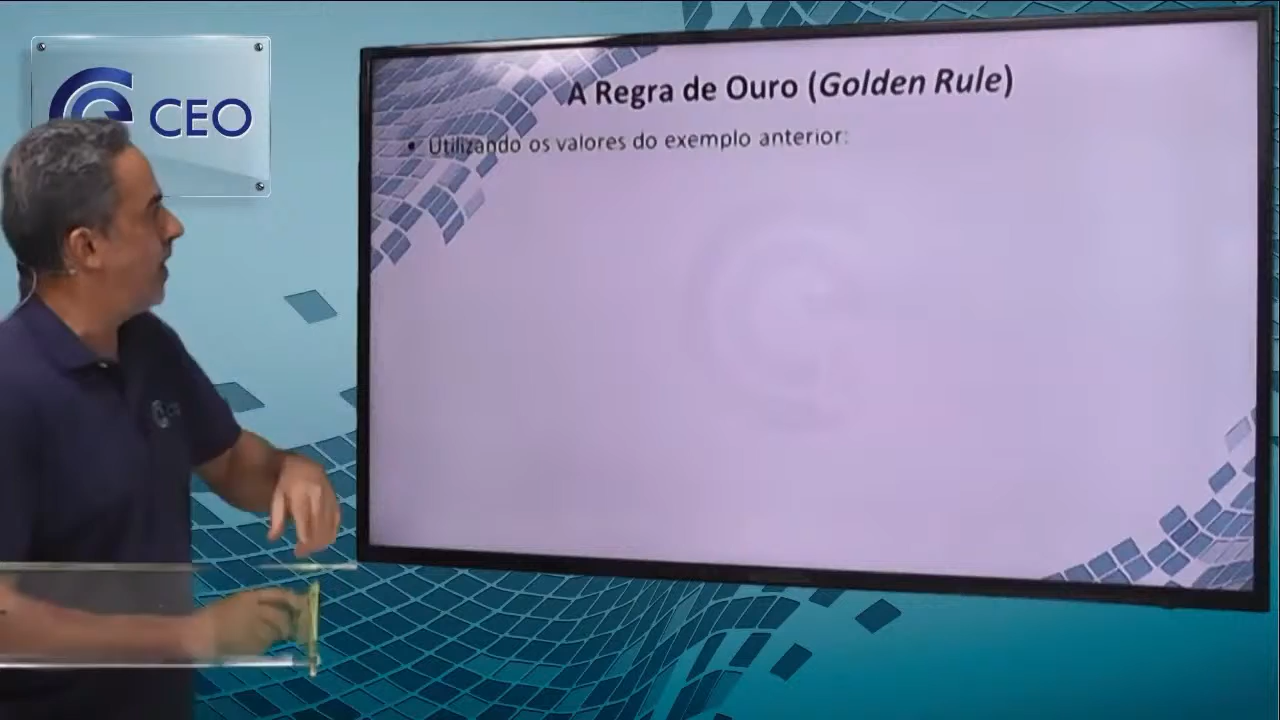 CEO
A Regra de Ouro (Golden Rule)
• Utilizando os valores do exemplo anterior: